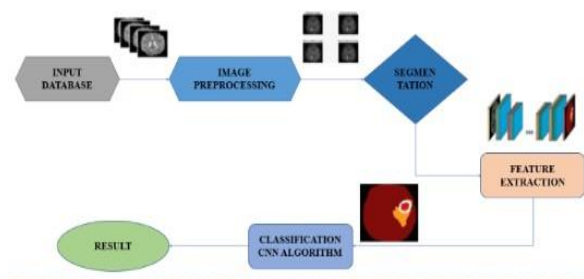 INPUT
DATABASE
IMAGE
PREPROCESSING
SEGMEN
TATION
FEATURE
EXTRACTION
CLASSIFICATION
CNN ALGORITHM
RESULT